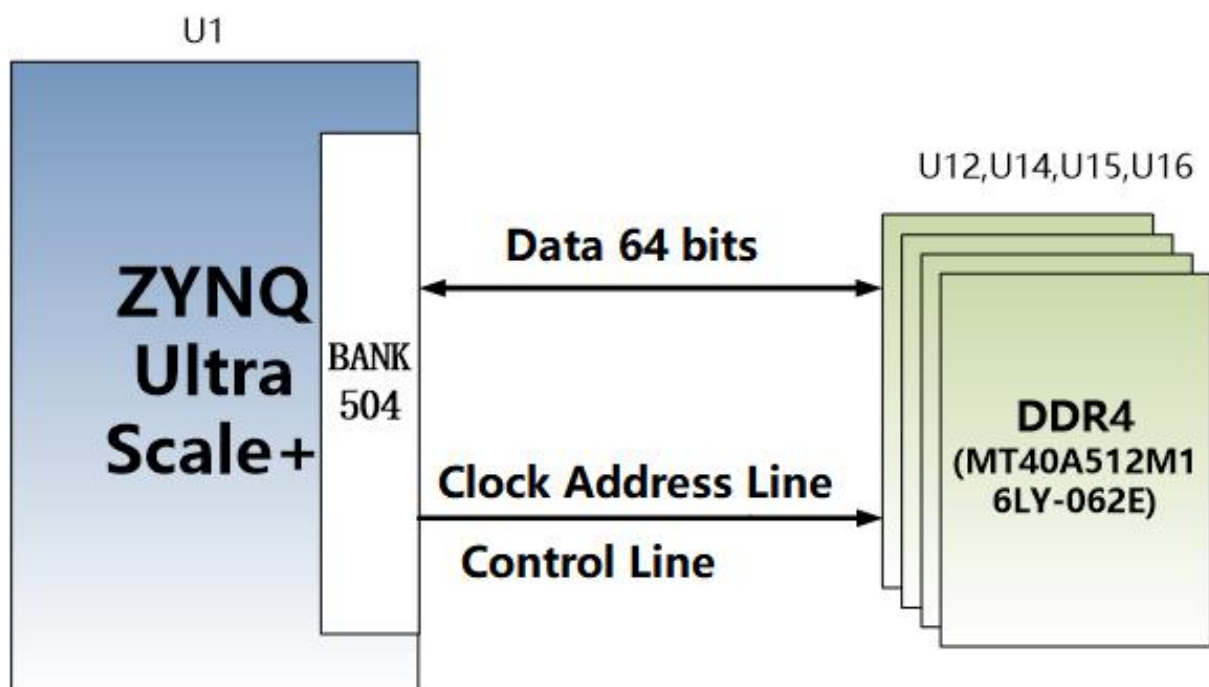 U1
U12,U14,U15,U16
Data 64 bits
ZYNQ
Ultra
Scale+
BANK
504
DDR4
(MT40A512M1
6LY-062E)
Clock Address Line
Control Line